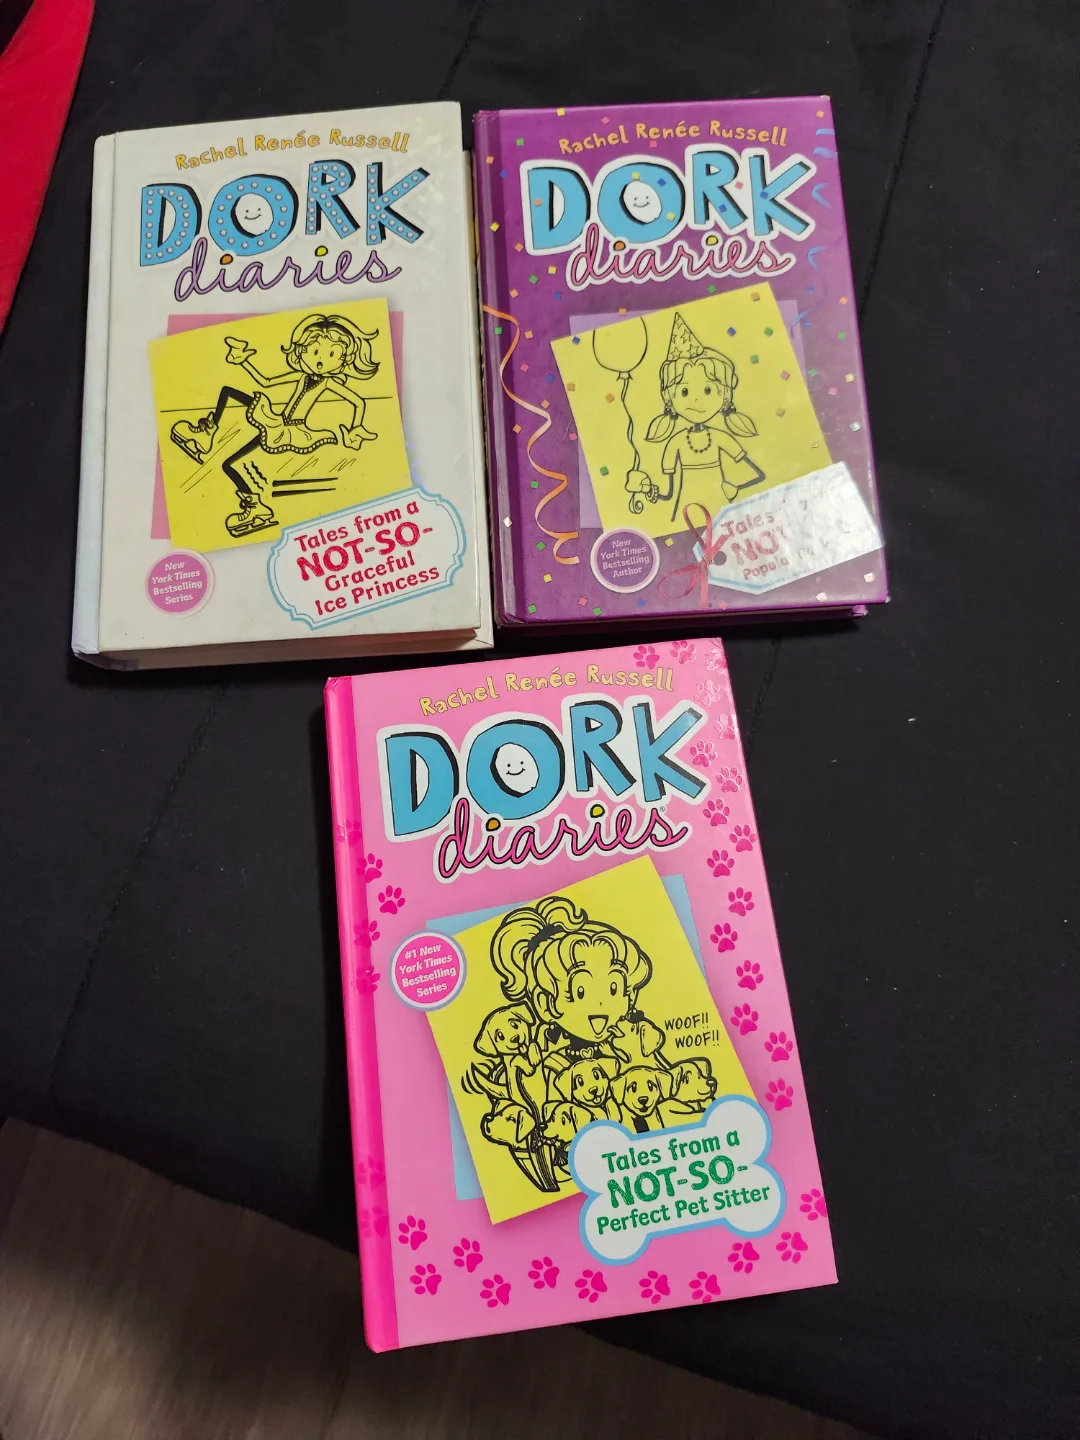 Rachel Renée Russell
DORK
diaries
Tales from a
NOT-SO-
Graceful
Ice Princess
New
York Times
Bestselling
Series
Rachel Renée Russell
DORK
diaries
New
York Times
Bestselling
Author
Tales
Rachel Renée Russell
DORK
diaries®
#1 New
York Times
Bestselling
Series
WOOF!!
WOOF!!
Tales from a
NOT-SO-
Perfect Pet Sitter